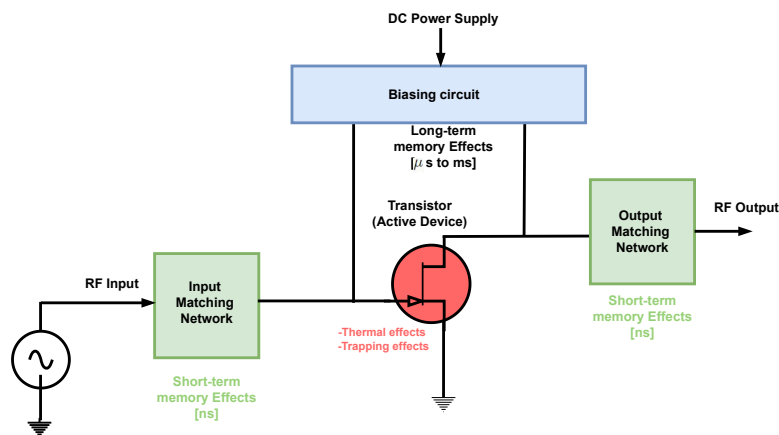 DC Power Supply
Biasing circuit
Long-term
memory Effects
[μ s to ms]
Transistor
(Active Device)
Output
Matching
Network
RF Output
RF Input
Input
Matching
Network
Short-term
memory Effects
[ns]
-Thermal effects
-Trapping effects
Short-term
memory Effects
[ns]